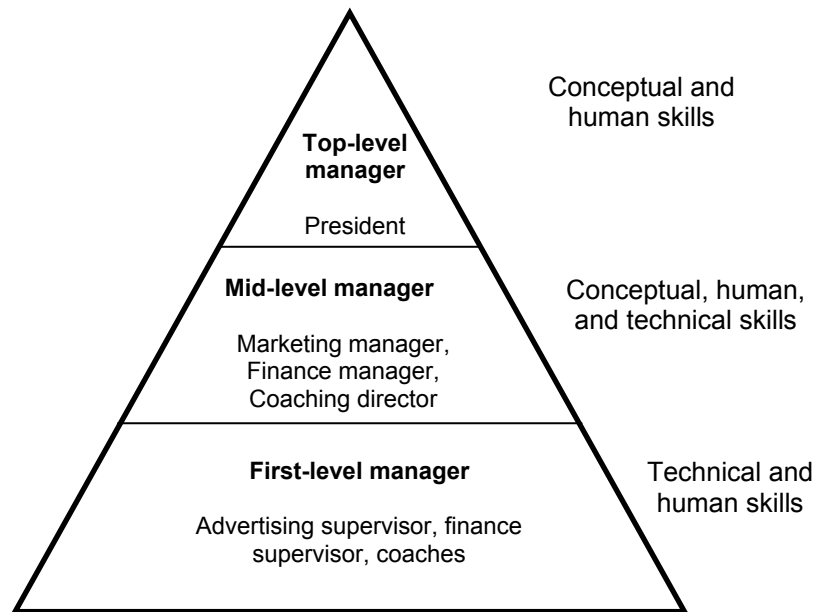 Conceptual and
human skills
Top-level
manager
President
Mid-level manager
Conceptual, human,
and technical skills
Marketing manager,
Finance manager,
Coaching director
First-level manager
Technical and
human skills
Advertising supervisor, finance
supervisor, coaches